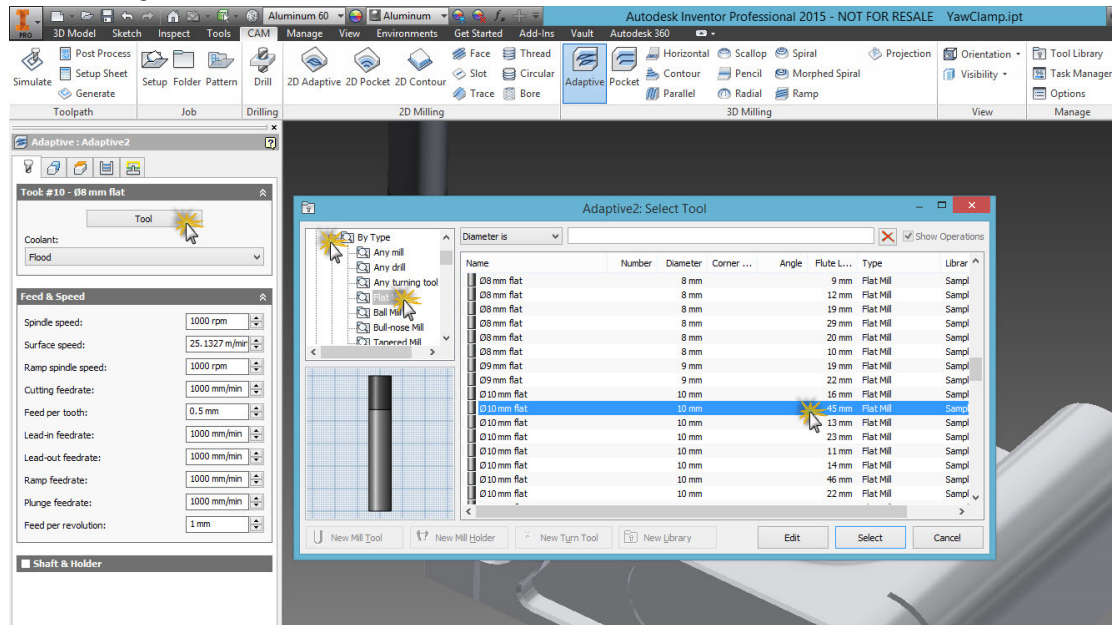 Aluminum 60 Aluminum Autodesk Inventor Professional 2015 - NOT FOR RESALE YawClamp.ipt
PRO 3D Model Sketch Inspect Tools CAM Manage View Environments Get Started Add-Ins Vault Autodesk 360
Simulate Post Process Setup Sheet Generate
Toolpath
Setup Folder Pattern
Job
Drill
Drilling
2D Adaptive 2D Pocket 2D Contour
Face Thread
Slot Circular
Trace Bore
2D Milling
Adaptive Pocket
Horizontal Scallop Spiral Projection
Contour Pencil Morphed Spiral
Parallel Radial Ramp
3D Milling
Orientation
Visibility
View
Tool Library
Task Manager
Options
Manage
Adaptive : Adaptive2
Tool: #10 - Ø8 mm flat
Tool
Coolant:
Flood
Feed & Speed
Spindle speed: 1000 rpm
Surface speed: 25.1327 m/min
Ramp spindle speed: 1000 rpm
Cutting feedrate: 1000 mm/min
Feed per tooth: 0.5 mm
Lead-in feedrate: 1000 mm/min
Lead-out feedrate: 1000 mm/min
Ramp feedrate: 1000 mm/min
Plunge feedrate: 1000 mm/min
Feed per revolution: 1 mm
Shaft & Holder
Adaptive2: Select Tool
By Type
Any mill
Any drill
Any turning tool
Flat
Ball Mill
Bull-nose Mill
Tapered Mill
Diameter is Show Operations
Name Number Diameter Corner ... Angle Flute L... Type Librar
Ø8 mm flat 8 mm 9 mm Flat Mill Sampl
Ø8 mm flat 8 mm 12 mm Flat Mill Sampl
Ø8 mm flat 8 mm 19 mm Flat Mill Sampl
Ø8 mm flat 8 mm 29 mm Flat Mill Sampl
Ø8 mm flat 8 mm 20 mm Flat Mill Sampl
Ø8 mm flat 8 mm 10 mm Flat Mill Sampl
Ø9 mm flat 9 mm 19 mm Flat Mill Sampl
Ø9 mm flat 9 mm 22 mm Flat Mill Sampl
Ø10 mm flat 10 mm 16 mm Flat Mill Sampl
Ø10 mm flat 10 mm 45 mm Flat Mill Sampl
Ø10 mm flat 10 mm 13 mm Flat Mill Sampl
Ø10 mm flat 10 mm 23 mm Flat Mill Sampl
Ø10 mm flat 10 mm 11 mm Flat Mill Sampl
Ø10 mm flat 10 mm 14 mm Flat Mill Sampl
Ø10 mm flat 10 mm 46 mm Flat Mill Sampl
Ø10 mm flat 10 mm 22 mm Flat Mill Sampl
New Mill Tool New Mill Holder New Turn Tool New Library Edit Select Cancel